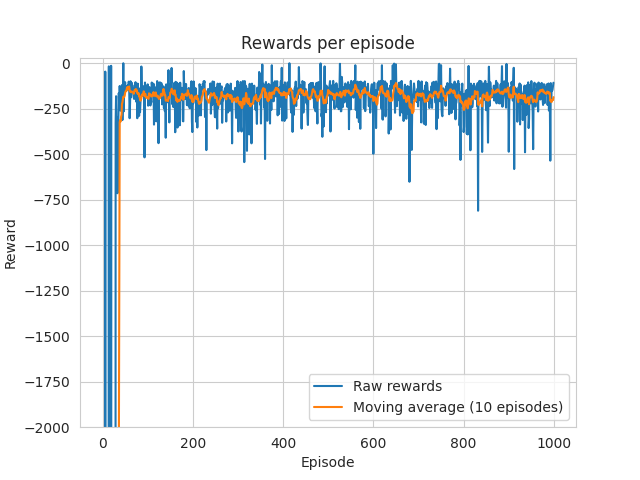 Rewards per episode
0
−250
−500
−750
−1000
−1250
−1500
−1750
−2000
Reward
Raw rewards
Moving average (10 episodes)
0 200 400 600 800 1000
Episode